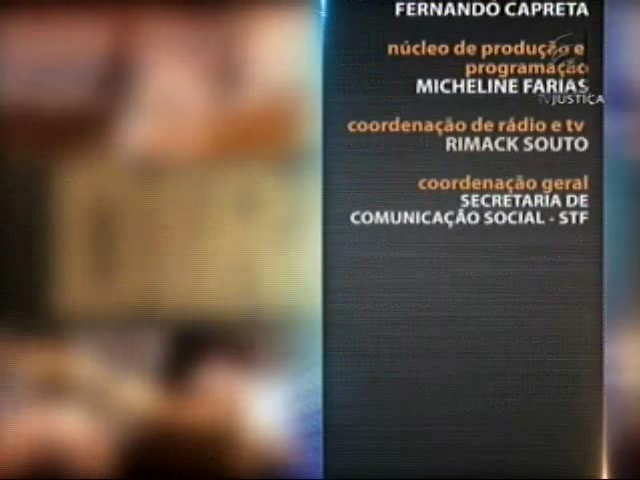 FERNANDO CAPRETA
núcleo de produção e
programação
MICHELINE FARIAS
TVJUSTIÇA
coordenação de rádio e tv
RIMACK SOUTO
coordenação geral
SECRETARIA DE
COMUNICAÇÃO SOCIAL - STF